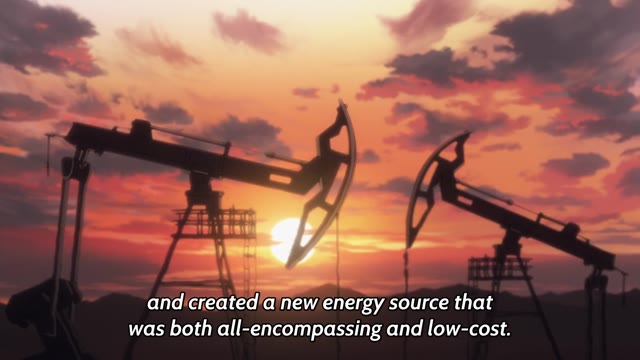 and created a new energy source that
was both all-encompassing and low-cost.